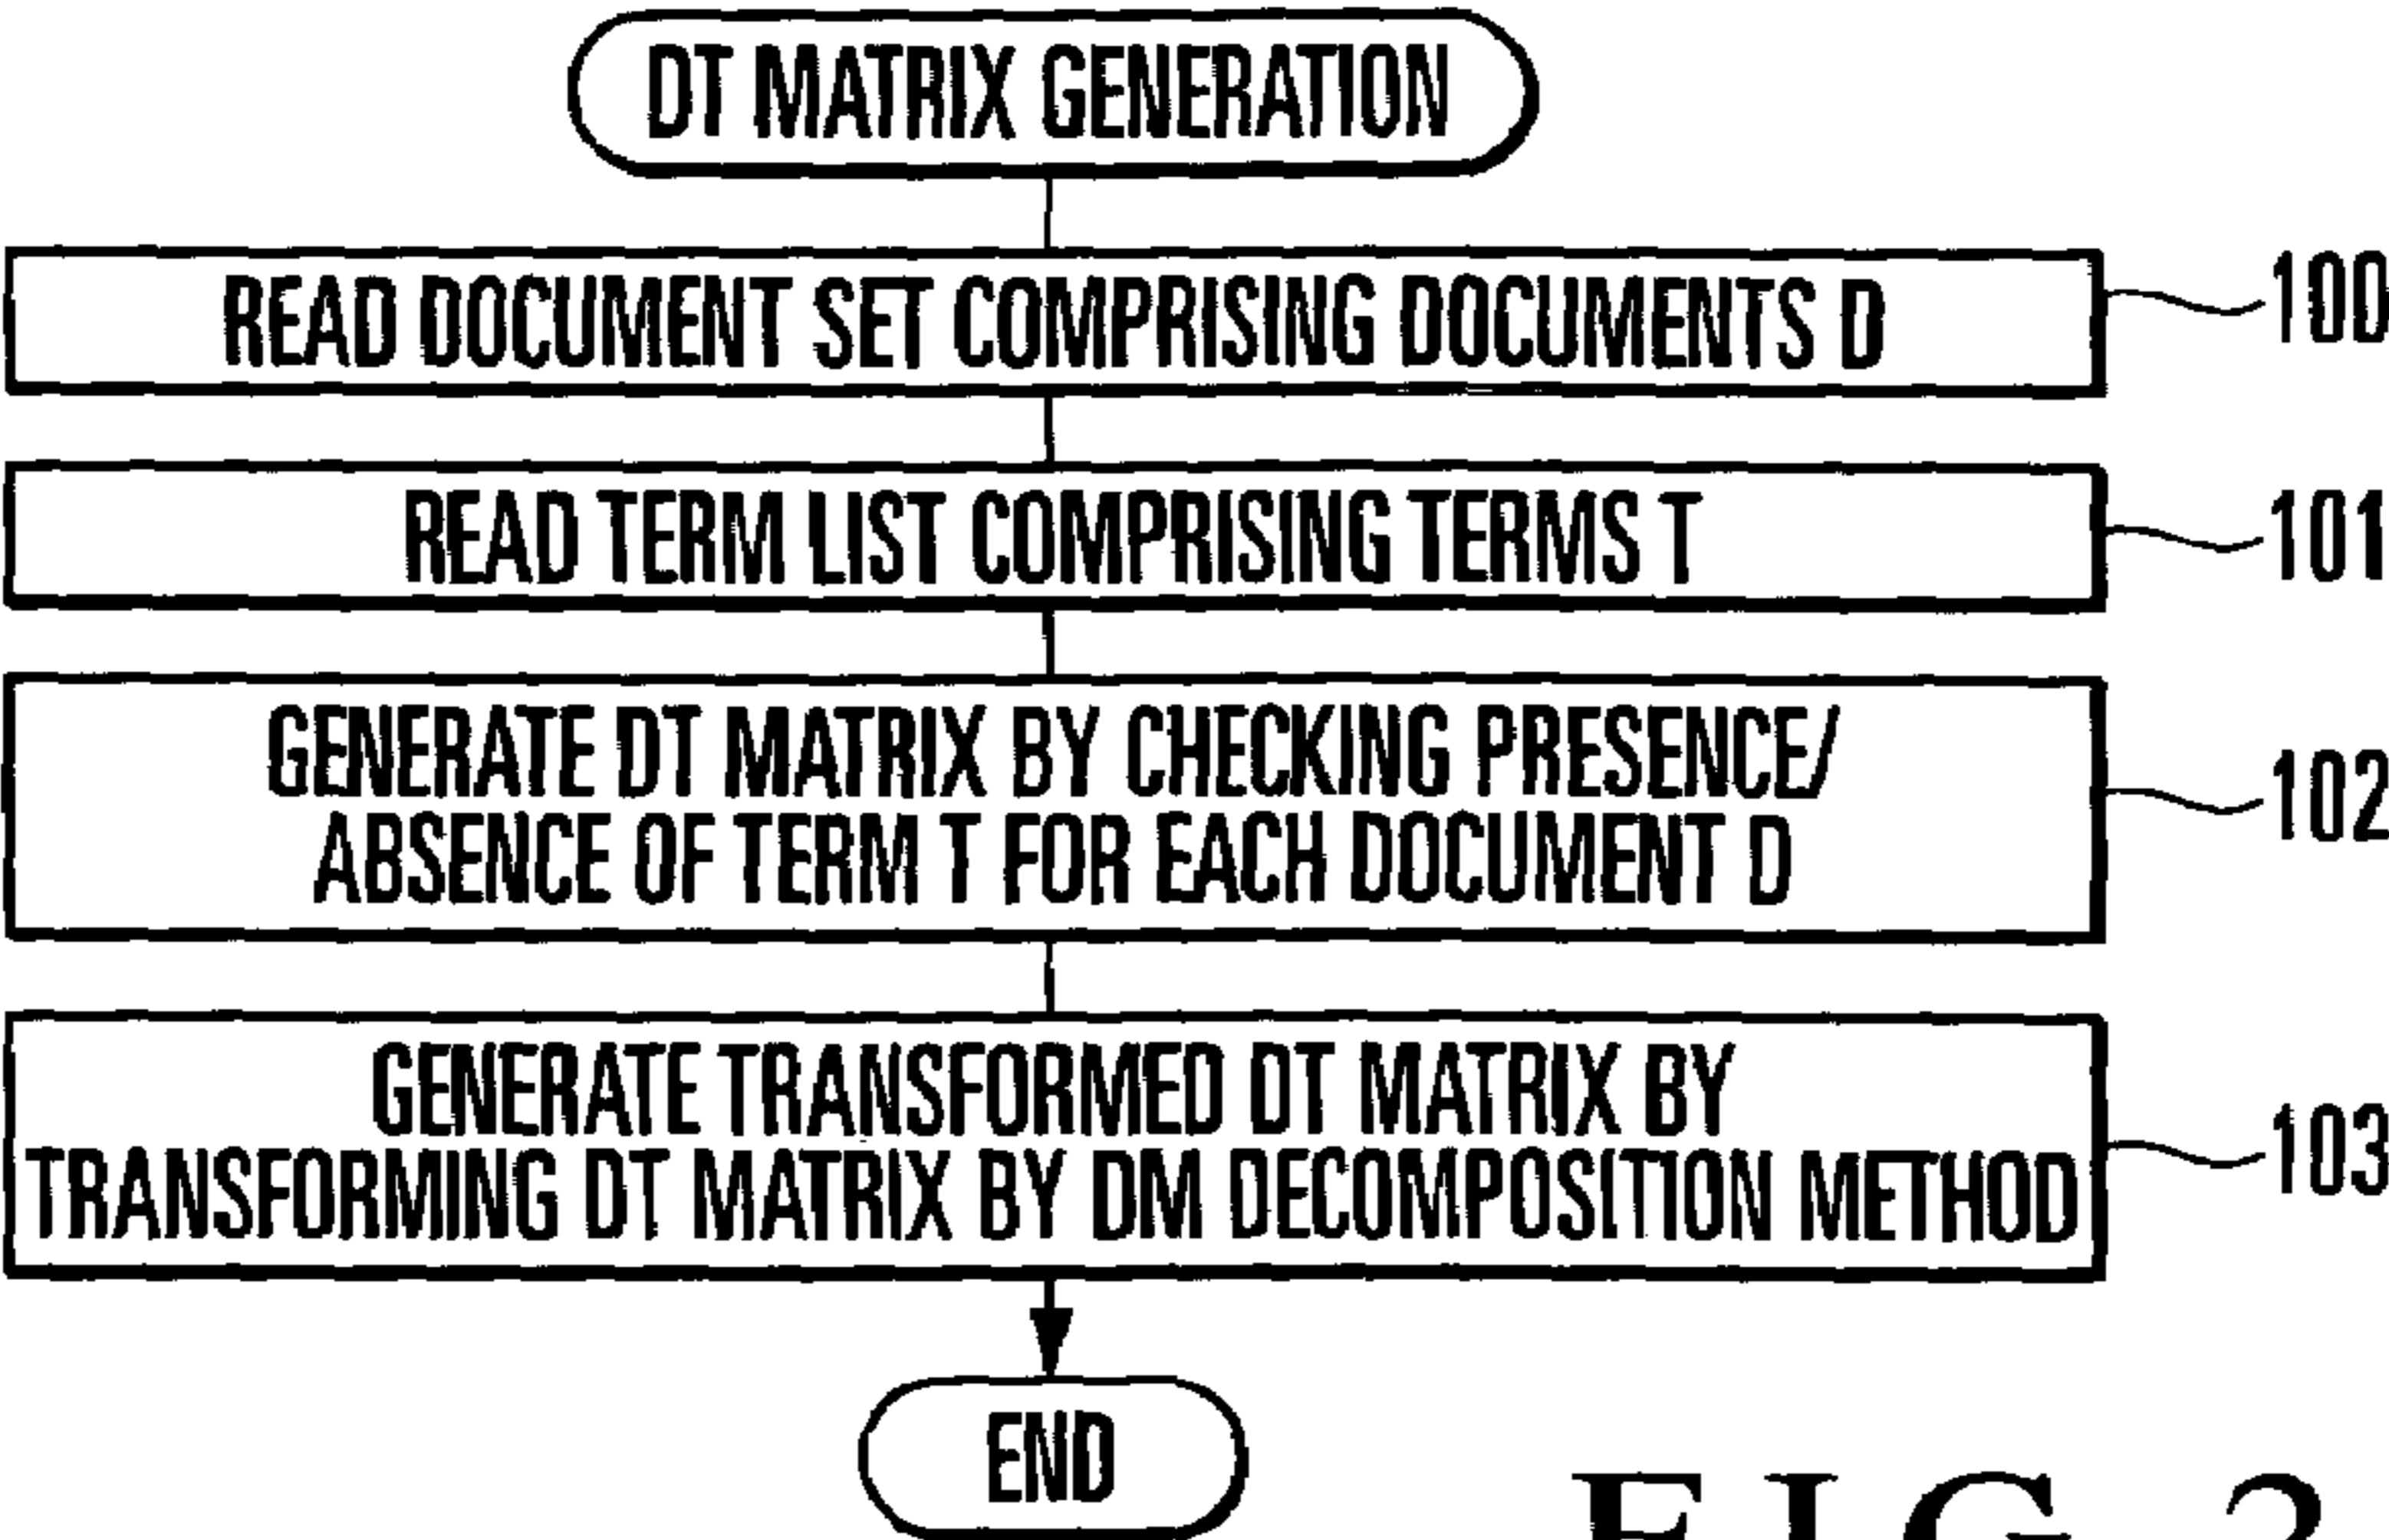 DT MATRIX GENERATION
READ DOCUMENT SET COMPRISING DOCUMENTS D
100
READ TERM LIST COMPRISING TERMS T
101
GENERATE DT MATRIX BY CHECKING PRESENCE/
ABSENCE OF TERM T FOR EACH DOCUMENT D
102
GENERATE TRANSFORMED DT MATRIX BY
TRANSFORMING DT MATRIX BY DM DECOMPOSITION METHOD
103
END
FIG